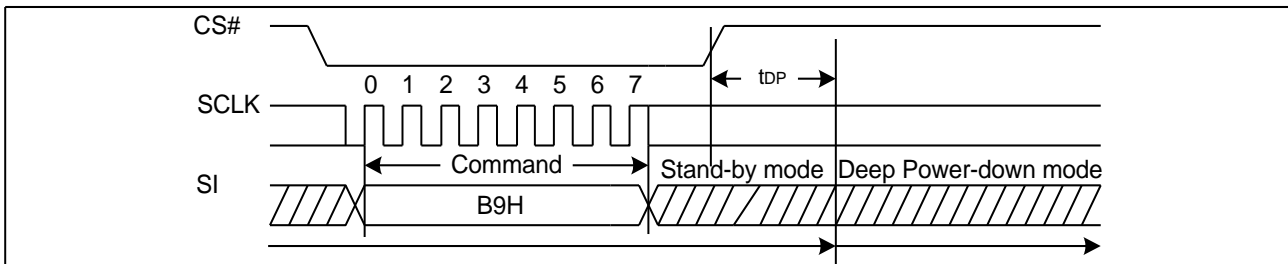 CS#
tDP
0 1 2 3 4 5 6 7
SCLK
Command
Stand-by mode Deep Power-down mode
SI
B9H